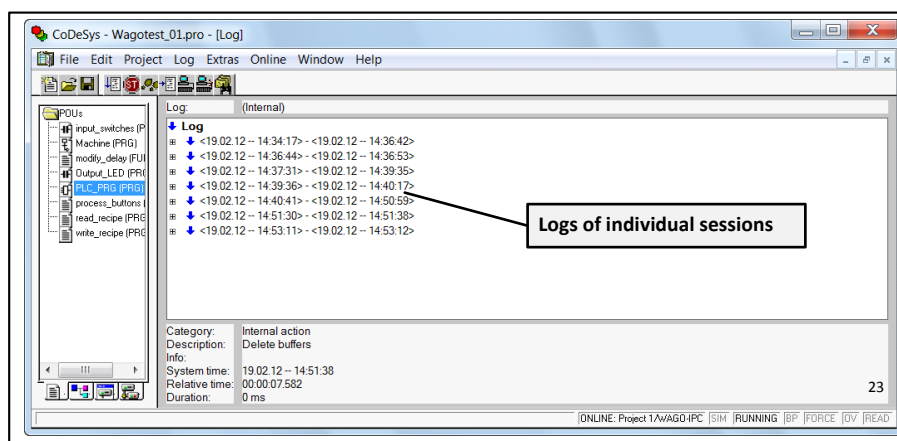 CoDeSys - Wagotest_01.pro - [Log]
File Edit Project Log Extras Online Window Help
POUs
input_switches (P
Machine (PRG)
modify_delay (FUI
Output_LED (PRG
PLC_PRG (PRG)
process_buttons (
read_recipe (PRG
write_recipe (PRG
Log: (Internal)
Log
<19.02.12 -- 14:34:17> - <19.02.12 -- 14:36:42>
<19.02.12 -- 14:36:44> - <19.02.12 -- 14:36:53>
<19.02.12 -- 14:37:31> - <19.02.12 -- 14:39:35>
<19.02.12 -- 14:39:36> - <19.02.12 -- 14:40:17>
<19.02.12 -- 14:40:41> - <19.02.12 -- 14:50:59>
<19.02.12 -- 14:51:30> - <19.02.12 -- 14:51:38>
<19.02.12 -- 14:53:11> - <19.02.12 -- 14:53:12>
Logs of individual sessions
Category: Internal action
Description: Delete buffers
Info:
System time: 19.02.12 -- 14:51:38
Relative time: 00:00:07.582
Duration: 0 ms
23
ONLINE: Project 1/WAGO-IPC SIM RUNNING BP FORCE OV READ